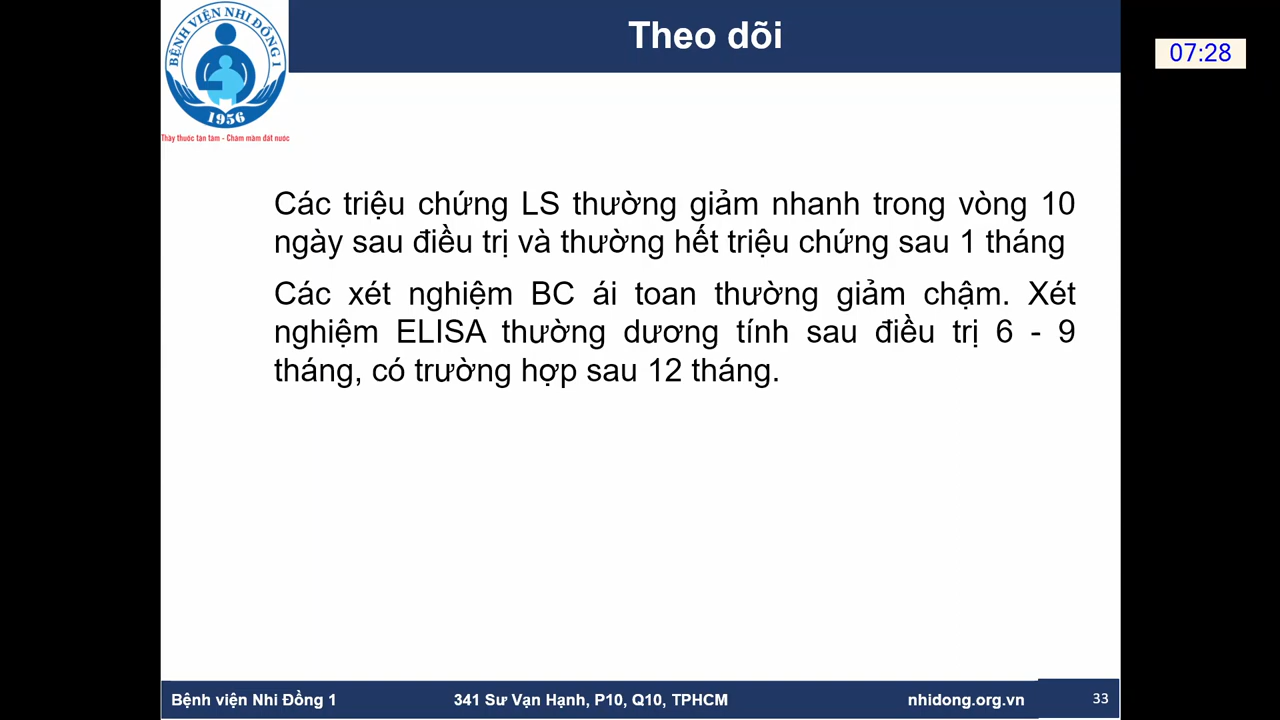 BỆNH VIỆN NHI ĐỒNG 1
1956
Thầy thuốc tận tâm - Chăm mầm đất nước
Theo dõi
07:28
Các triệu chứng LS thường giảm nhanh trong vòng 10
ngày sau điều trị và thường hết triệu chứng sau 1 tháng
Các xét nghiệm BC ái toan thường giảm chậm. Xét
nghiệm ELISA thường dương tính sau điều trị 6 - 9
tháng, có trường hợp sau 12 tháng.
Bệnh viện Nhi Đồng 1 341 Sư Vạn Hạnh, P10, Q10, TPHCM nhidong.org.vn 33